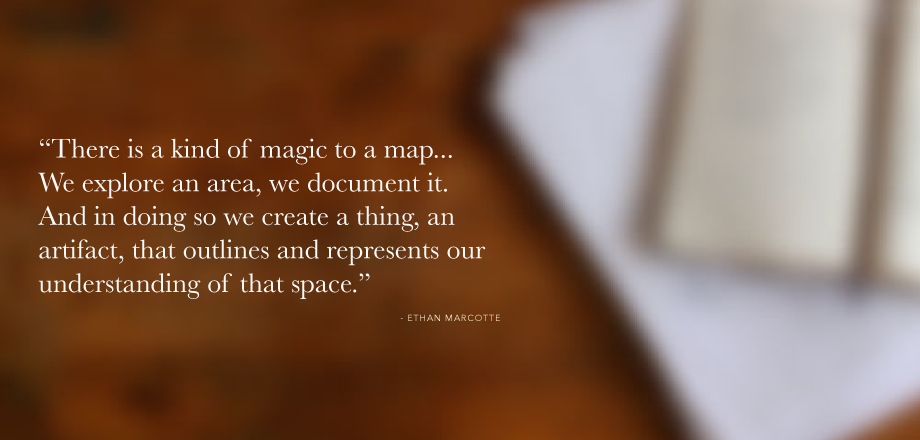 “There is a kind of magic to a map...
We explore an area, we document it.
And in doing so we create a thing, an
artifact, that outlines and represents our
understanding of that space.”
- ETHAN MARCOTTE